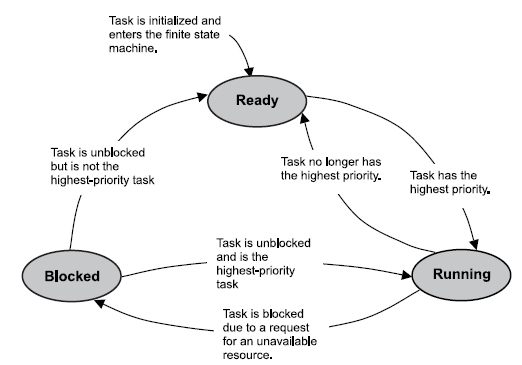 Task is initialized and
enters the finite state
machine.
Ready
Task is unblocked
but is not the
highest-priority task
Task no longer has
the highest priority.
Task has the
highest priority.
Task is unblocked
and is the
highest-priority
task
Blocked
Running
Task is blocked
due to a request
for an unavailable
resource.